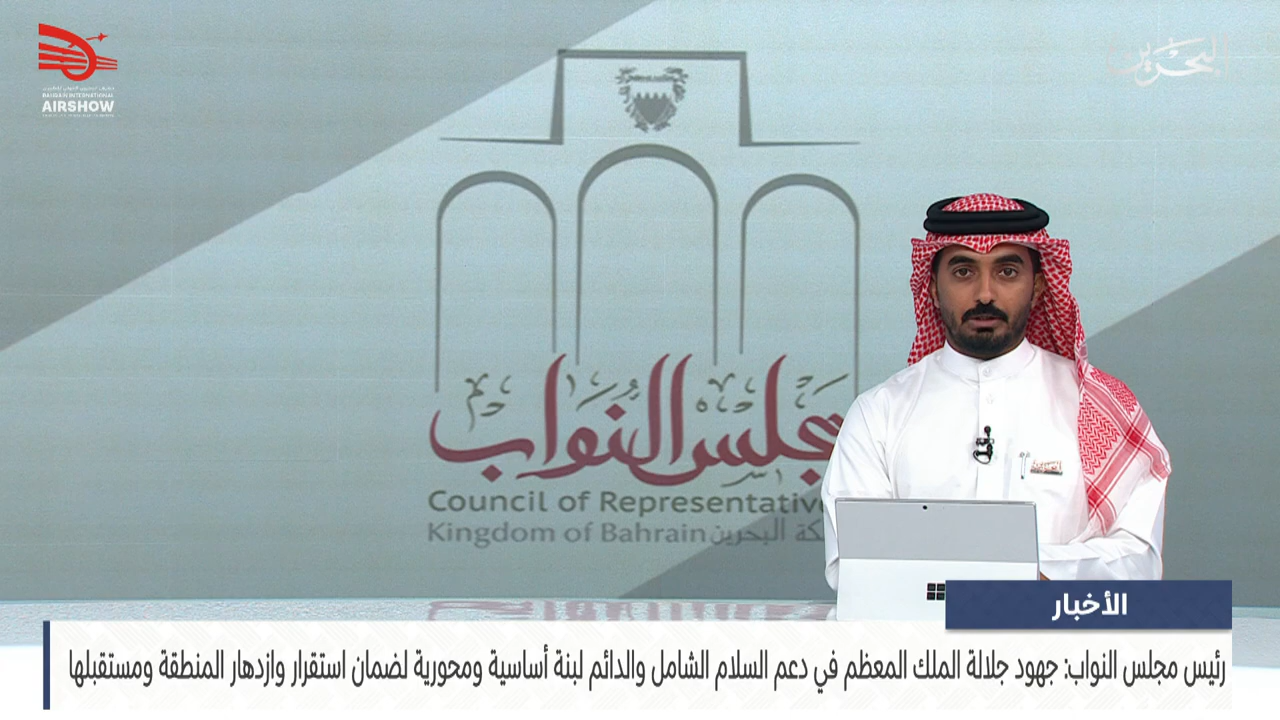 البحرين
BAHRAIN INTERNATIONAL
AIRSHOW
مجلس النواب
Council of Representativ
Kingdom of Bahrain كة البحرين
الأخبار
رئيس مجلس النواب: جهود جلالة الملك المعظم في دعم السلام الشامل والدائم لبنة أساسية ومحورية لضمان استقرار وازدهار المنطقة ومستقبلها